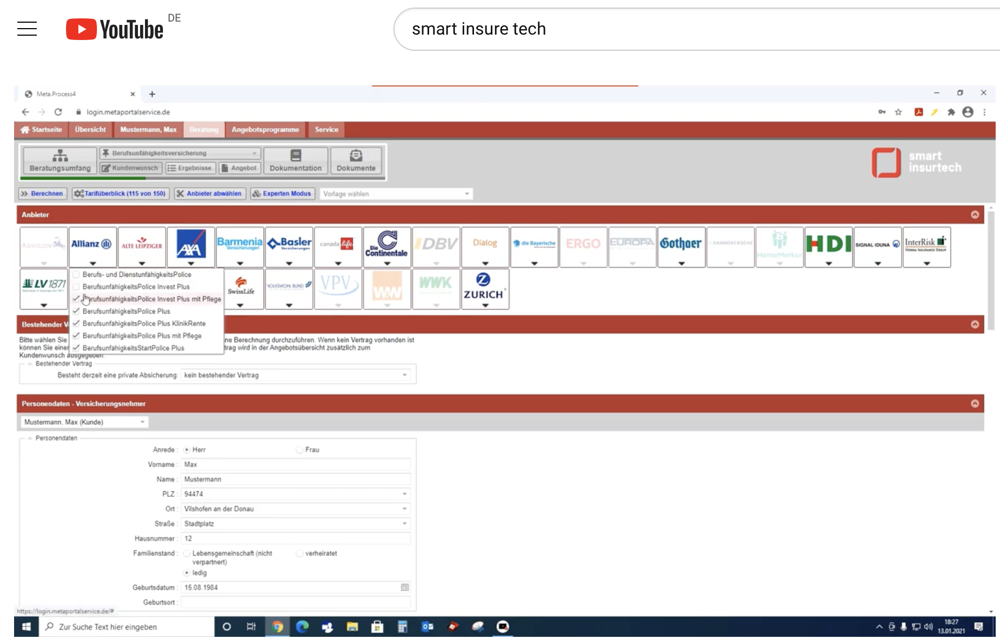 YouTube DE
smart insure tech
Meta.Process4
login.metaportalservice.de
Startseite Übersicht Mustermann, Max Beratung Angebotsprogramme Service
Beratungsumfang
Berufsunfähigkeitsversicherung
Kundenwunsch Ergebnisse Angebot
Dokumentation Dokumente
smart
insurtech
Berechnen Tarifüberblick (115 von 150) Anbieter abwählen Experten Modus Vorlage wählen
Anbieter
ADVIGON Allianz ALTE LEIPZIGER AXA Barmenia Versicherungen Basler Versicherungen canada life Die Continentale DBV Dialog die Bayerische ERGO EUROPA Gothaer HANNOVERSCHE HanseMerkur HDI SIGNAL IDUNA InterRisk VIENNA INSURANCE GROUP
LV 1871 SwissLife VOLKSWOHL BUND VPV W&W WWK ZURICH
Berufs- und DienstunfähigkeitsPolice
BerufsunfähigkeitsPolice Invest Plus
erufsunfähigkeitsPolice Invest Plus mit Pflege
BerufsunfähigkeitsPolice Plus
BerufsunfähigkeitsPolice Plus KlinikRente
BerufsunfähigkeitsPolice Plus mit Pflege
BerufsunfähigkeitsStartPolice Plus
Bestehender V
Bitte wählen Sie ne Berechnung durchzuführen. Wenn kein Vertrag vorhanden ist
können Sie einer trag wird in der Angebotsübersicht zusätzlich zum
Kundenwunsch ausgegeben.
Bestehender Vertrag
Besteht derzeit eine private Absicherung: kein bestehender Vertrag
Personendaten - Versicherungsnehmer
Mustermann, Max (Kunde)
Personendaten
Anrede : Herr Frau
Vorname : Max
Name : Mustermann
PLZ : 94474
Ort : Vilshofen an der Donau
Straße : Stadtplatz
Hausnummer : 12
Familienstand : Lebensgemeinschaft (nicht verheiratet
verpartnert)
ledig
Geburtsdatum : 15.08.1984
Geburtsort :
https://login.metaportalservice.de/#
Zur Suche Text hier eingeben
18:27
13.01.2021